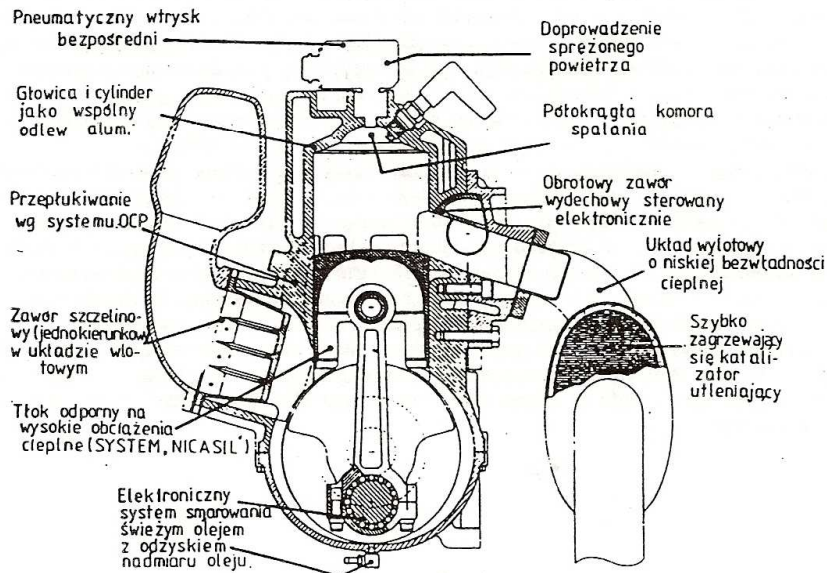 Pneumatyczny wtrysk
bezpośredni
Głowica i cylinder
jako wspólny
odlew alum.
Przepłukiwanie
wg systemu OCP
Zawór szczelino-
wy (jednokierunkow
w układzie wlo-
towym
Tłok odporny na
wysokie obciążenia
cieplne (SYSTEM „NICASIL")
Elektroniczny
system smarowania
świeżym olejem
z odzyskiem
nadmiaru oleju.
Doprowadzenie
sprężonego
powietrza
Półokrągła komora
spalania
Obrotowy zawór
wydechowy sterowany
elektronicznie
Układ wylotowy
o niskiej bezwładności
cieplnej
Szybko
zagrzewający
się katali-
zator
utleniający